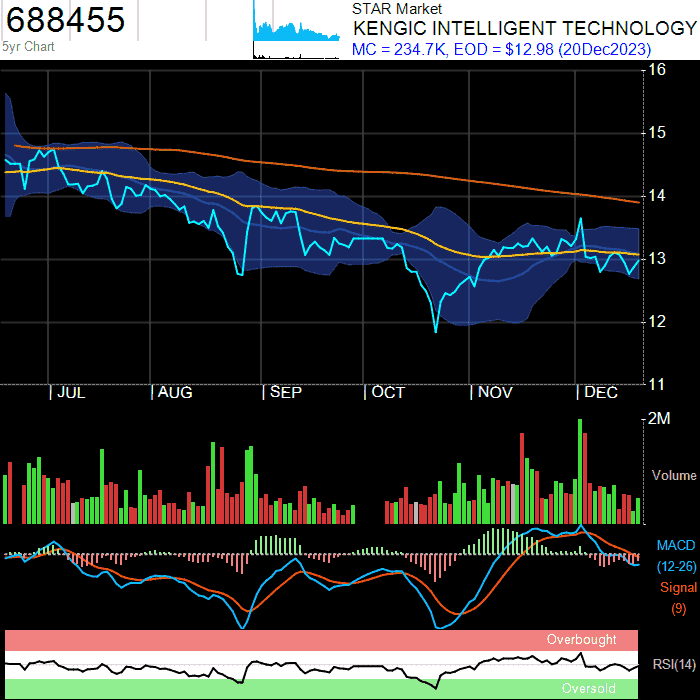 688455
5yr Chart
STAR Market
KENGIC INTELLIGENT TECHNOLOGY
MC = 234.7K, EOD = $12.98 (20Dec2023)
16
15
14
13
12
11
JUL AUG SEP OCT NOV DEC
2M
Volume
MACD
(12-26)
Signal
(9)
Overbought
RSI(14)
Oversold